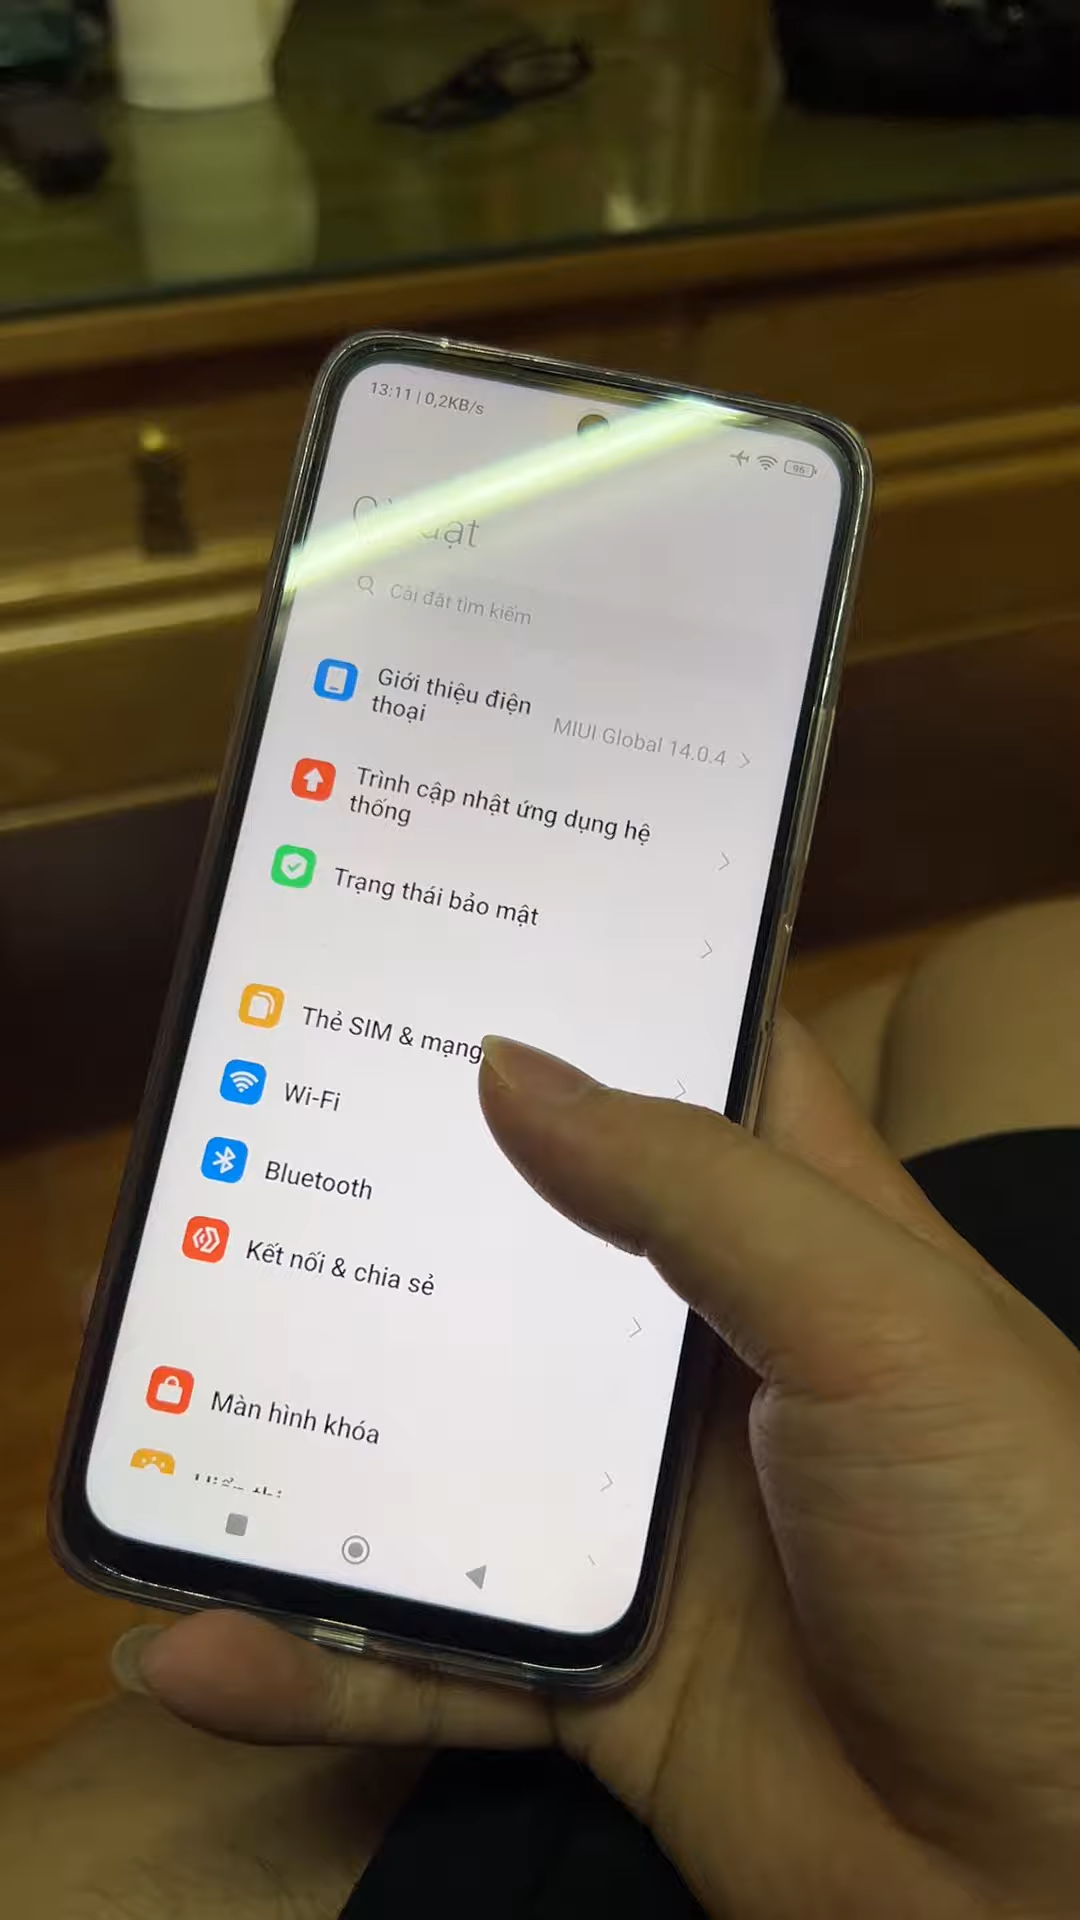 13:11 | 0,2KB/s
96
Cài đặt tìm kiếm
Giới thiệu điện
thoại
MIUI Global 14.0.4
Trình cập nhật ứng dụng hệ
thống
Trạng thái bảo mật
Thẻ SIM & mạng
Wi-Fi
Bluetooth
Kết nối & chia sẻ
Màn hình khóa